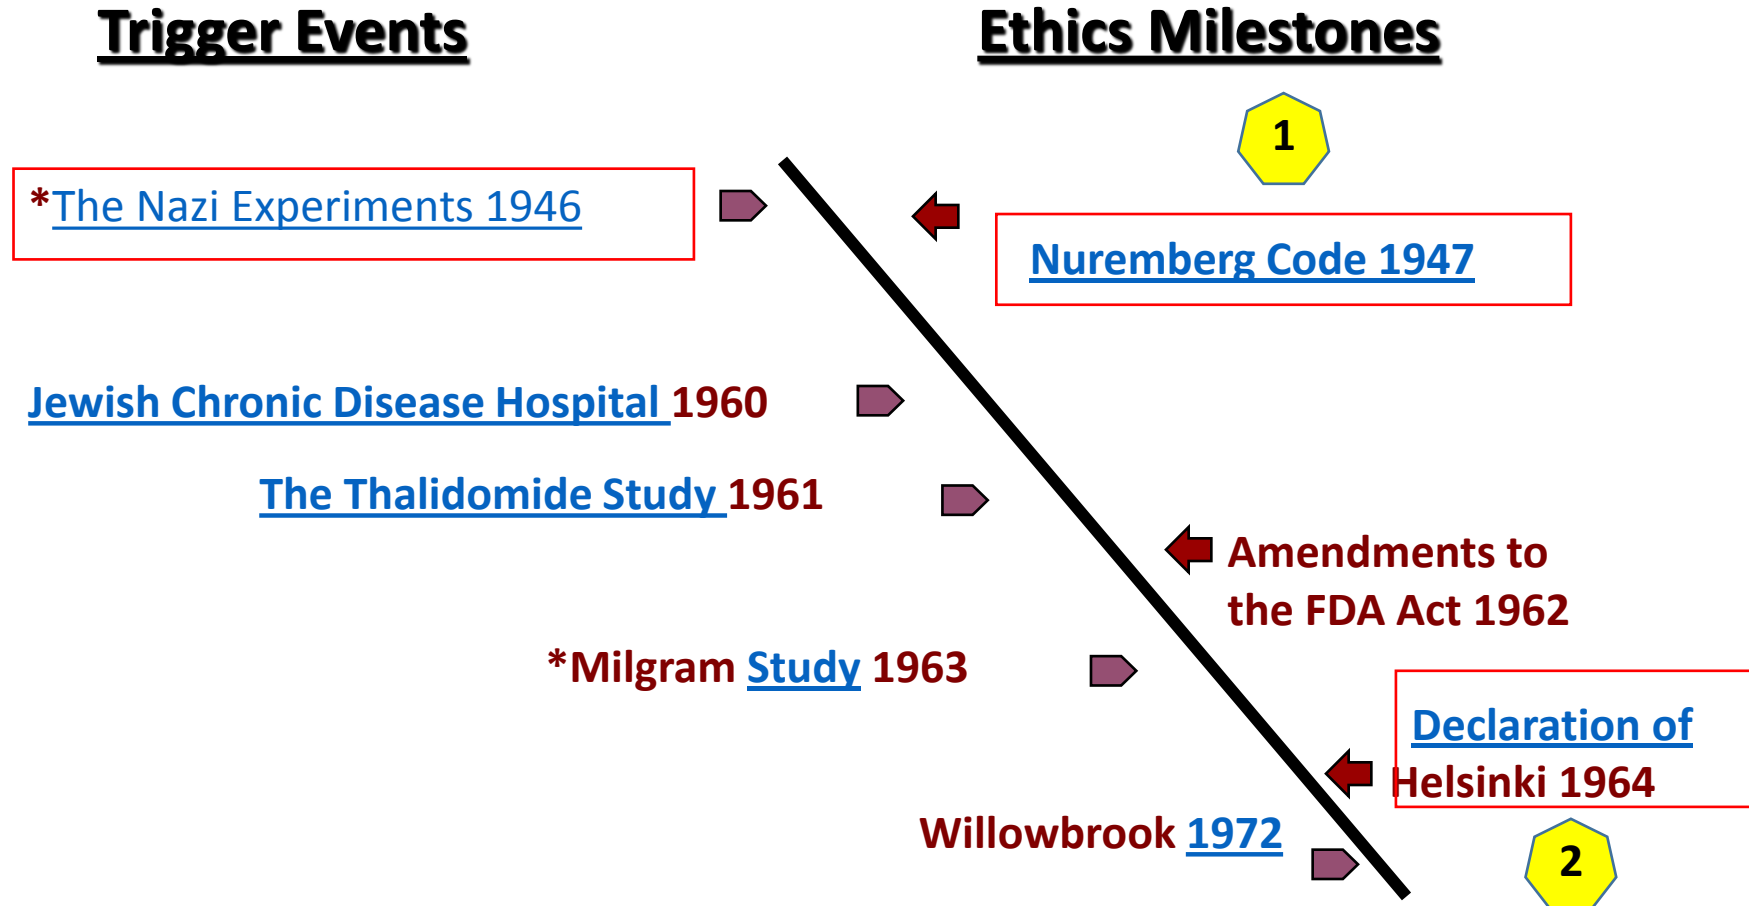 Trigger Events
Ethics Milestones
1
*The Nazi Experiments 1946
Nuremberg Code 1947
Jewish Chronic Disease Hospital 1960
The Thalidomide Study 1961
Amendments to
the FDA Act 1962
*Milgram Study 1963
Declaration of
Helsinki 1964
Willowbrook 1972
2